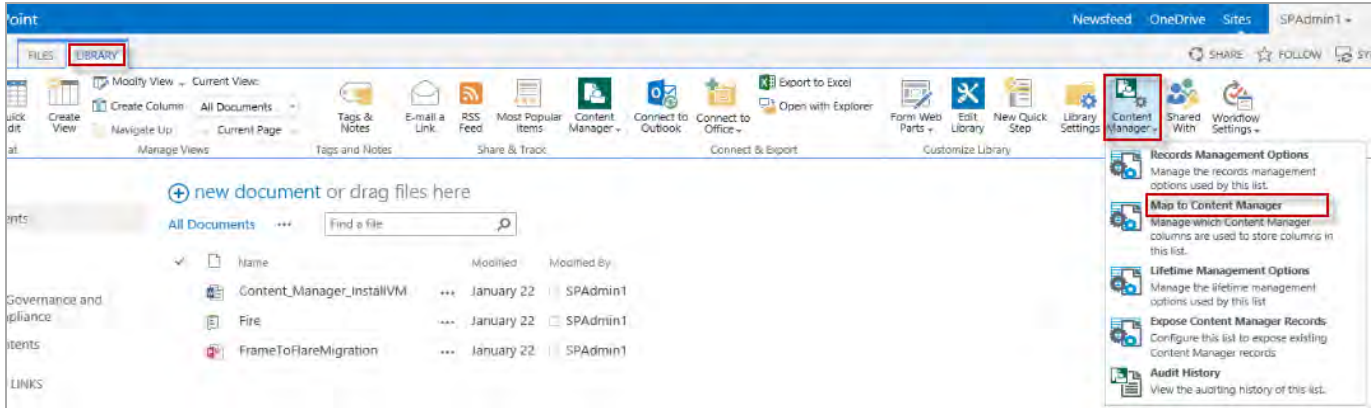 Point
Newsfeed OneDrive Sites SPAdmin1
FILES LIBRARY
SHARE FOLLOW SY
uick
dit
Create
View
Modify View
Create Column
Navigate Up
Current View:
All Documents
Current Page
Tags &
Notes
E-mail a
Link
RSS
Feed
Most Popular
Items
Content
Manager
Connect to
Outlook
Connect to
Office
Export to Excel
Open with Explorer
Form Web
Parts
Edit
Library
New Quick
Step
Library
Settings
Content
Manager
Shared
With
Workflow
Settings
at
Manage Views
Tags and Notes
Share & Track
Connect & Export
Customize Library
Records Management Options
Manage the records management
options used by this list.
Map to Content Manager
Manage which Content Manager
columns are used to store columns in
this list.
Lifetime Management Options
Manage the lifetime management
options used by this list
Expose Content Manager Records
Configure this list to expose existing
Content Manager records
Audit History
View the auditing history of this list.
new document or drag files here
All Documents ... Find a file
Name Modified Modified By
Content_Manager_InstallVM ... January 22 SPAdmin1
Fire ... January 22 SPAdmin1
FrameToFlareMigration ... January 22 SPAdmin1
ents
Governance and
pliance
ntents
LINKS